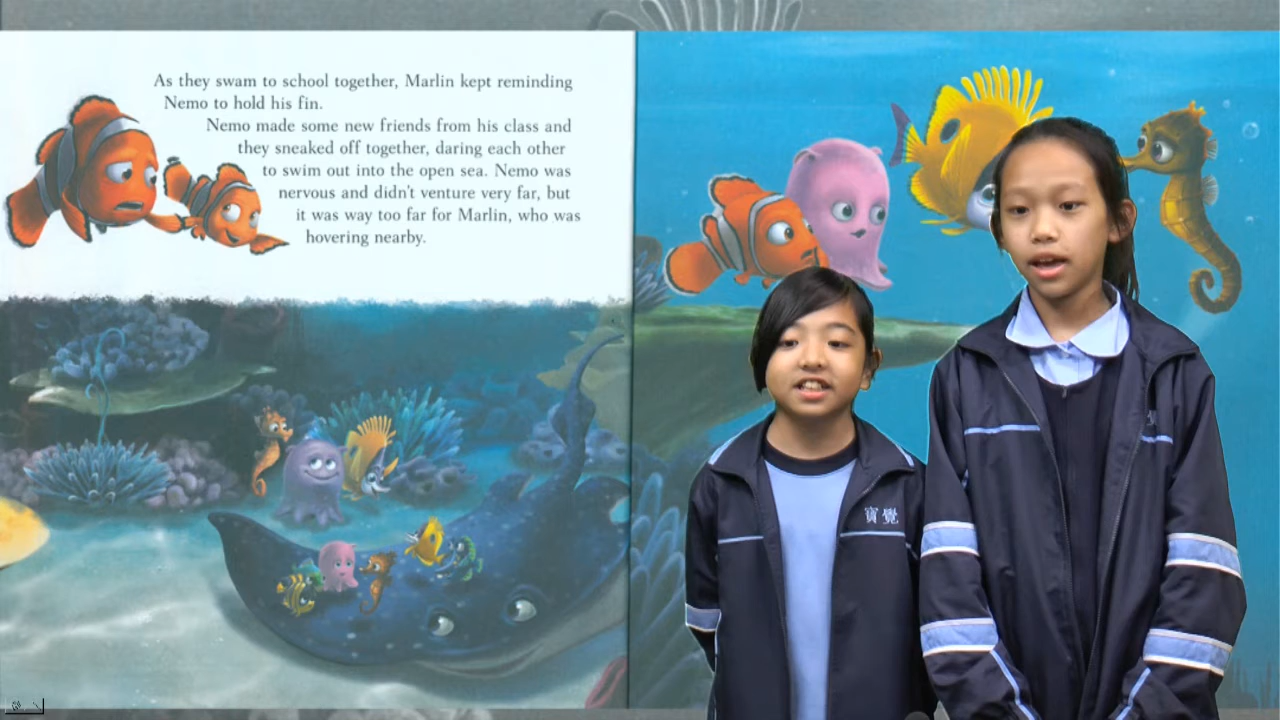 As they swam to school together, Marlin kept reminding
Nemo to hold his fin.
Nemo made some new friends from his class and
they sneaked off together, daring each other
to swim out into the open sea. Nemo was
nervous and didn't venture very far, but
it was way too far for Marlin, who was
hovering nearby.
寶覺